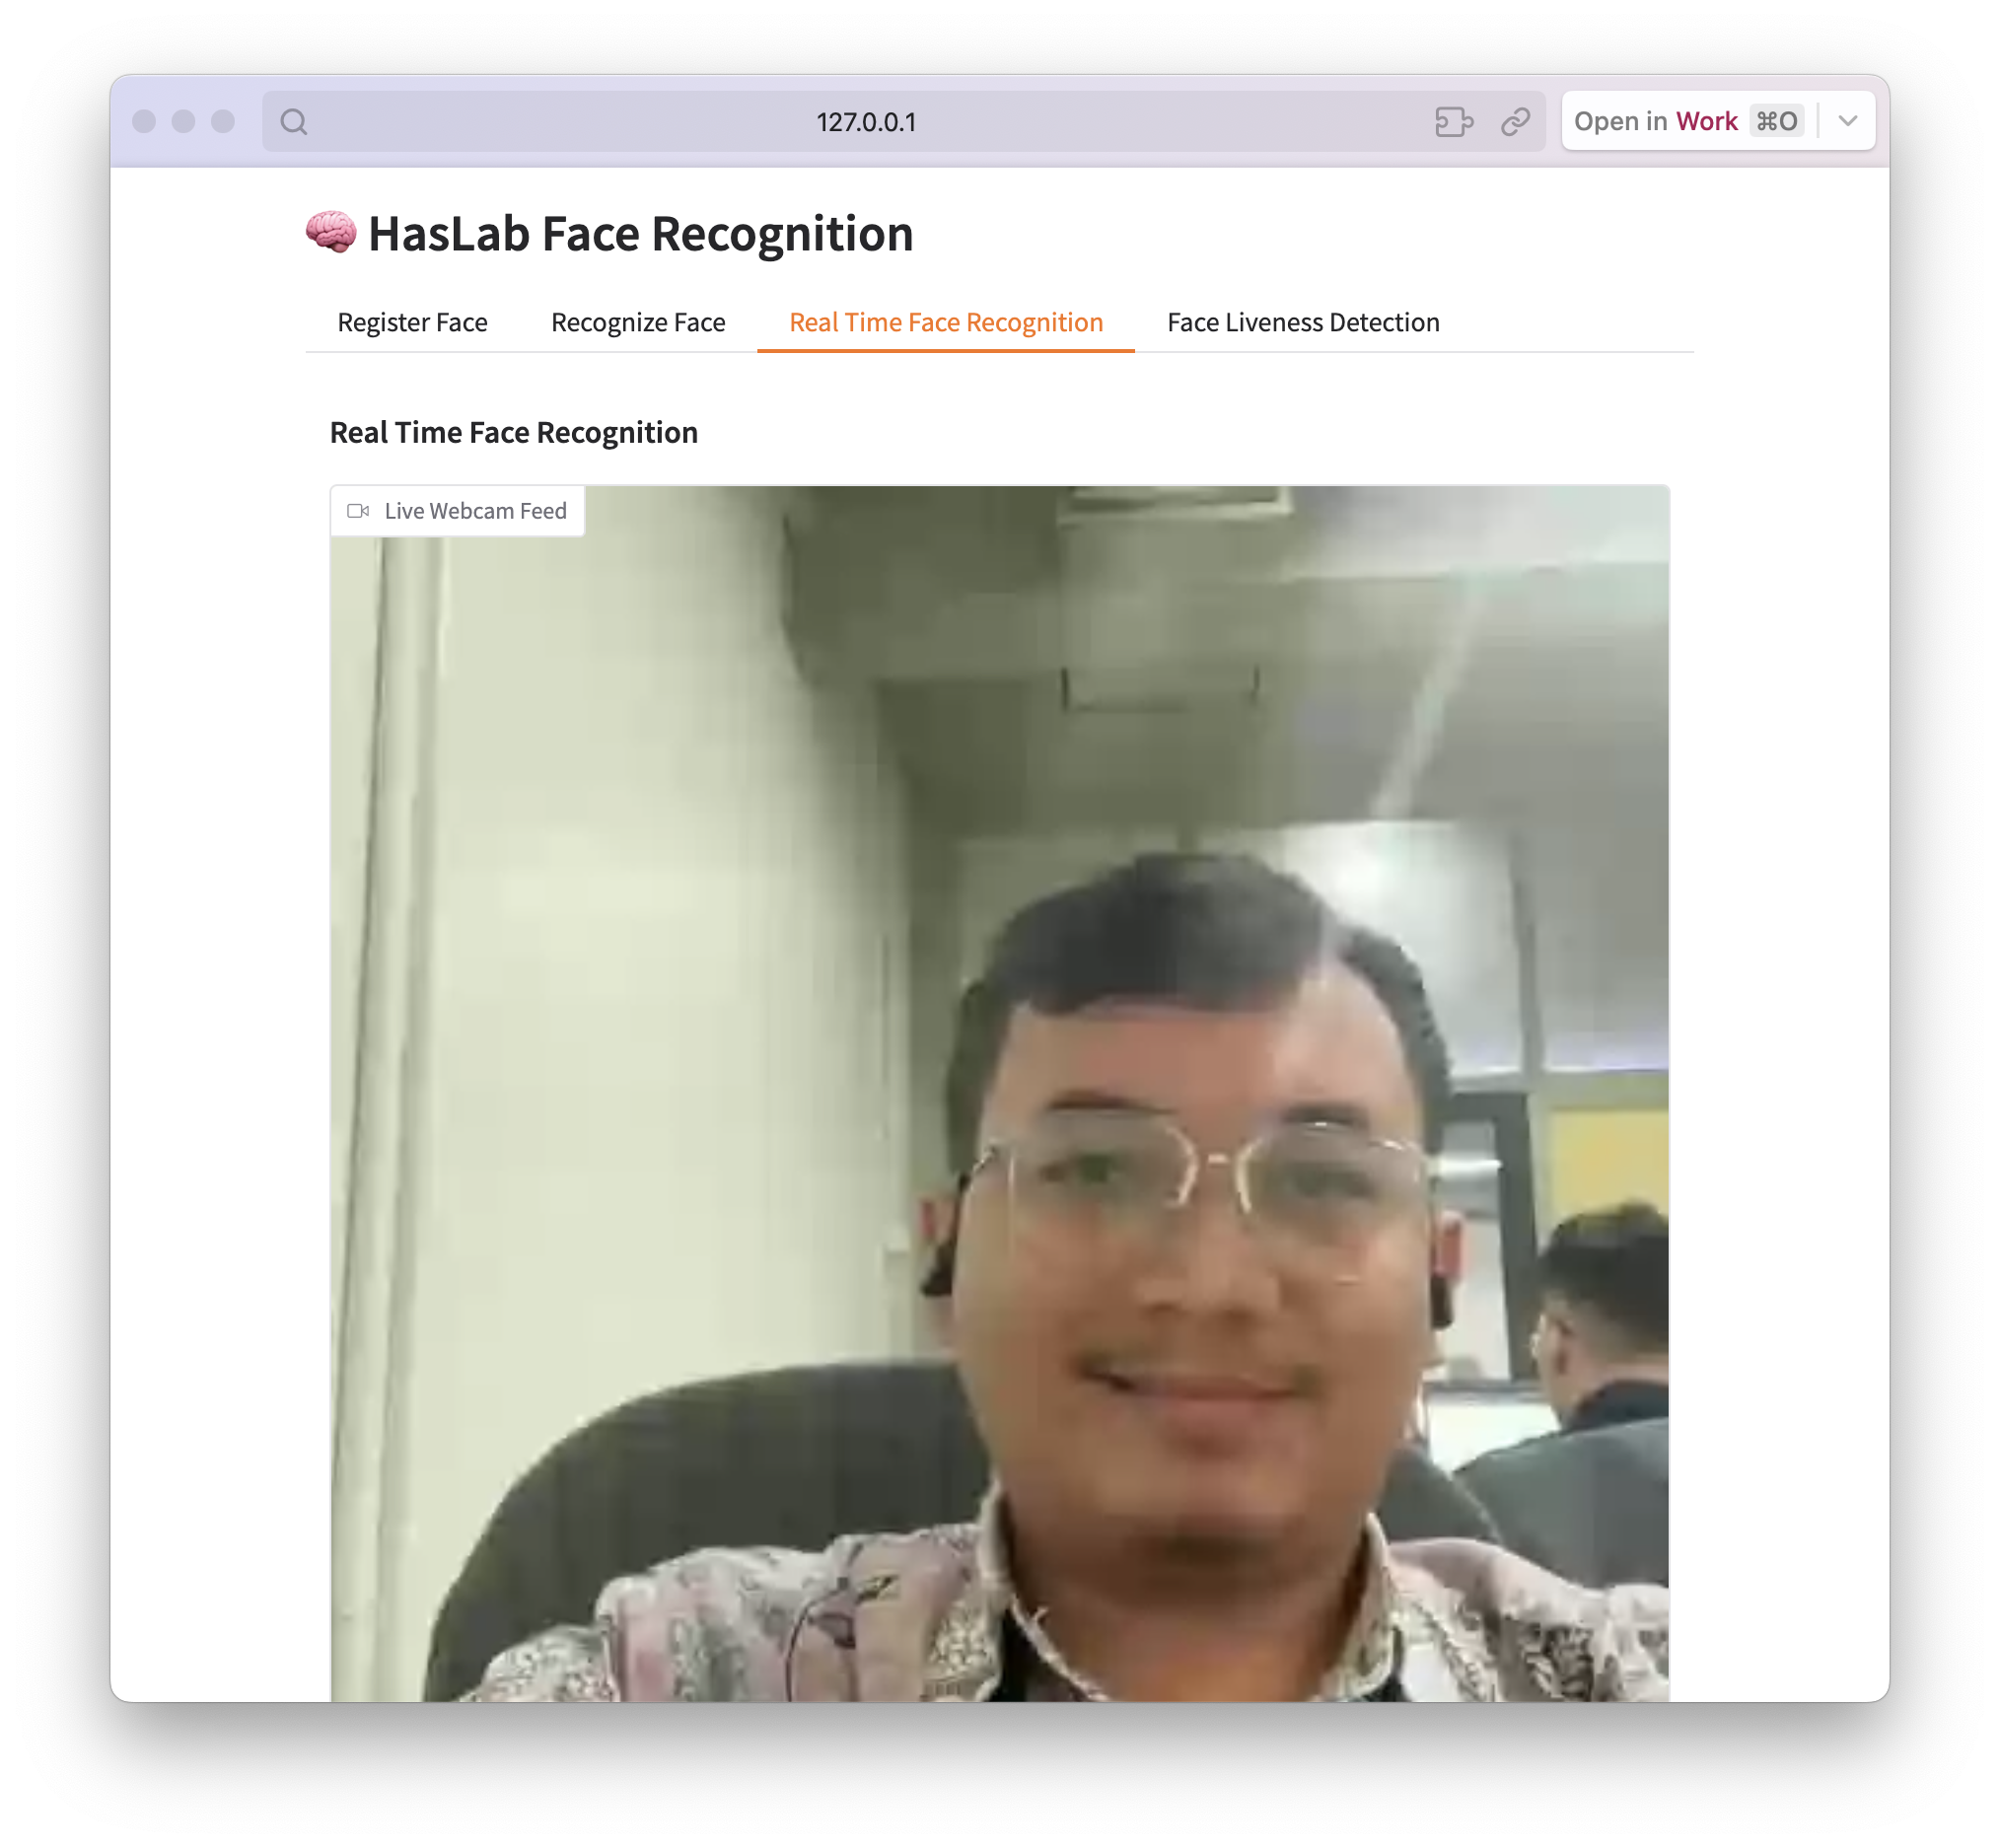 127.0.0.1
Open in Work ⌘O
🧠 HasLab Face Recognition
Register Face Recognize Face Real Time Face Recognition Face Liveness Detection
Real Time Face Recognition
Live Webcam Feed